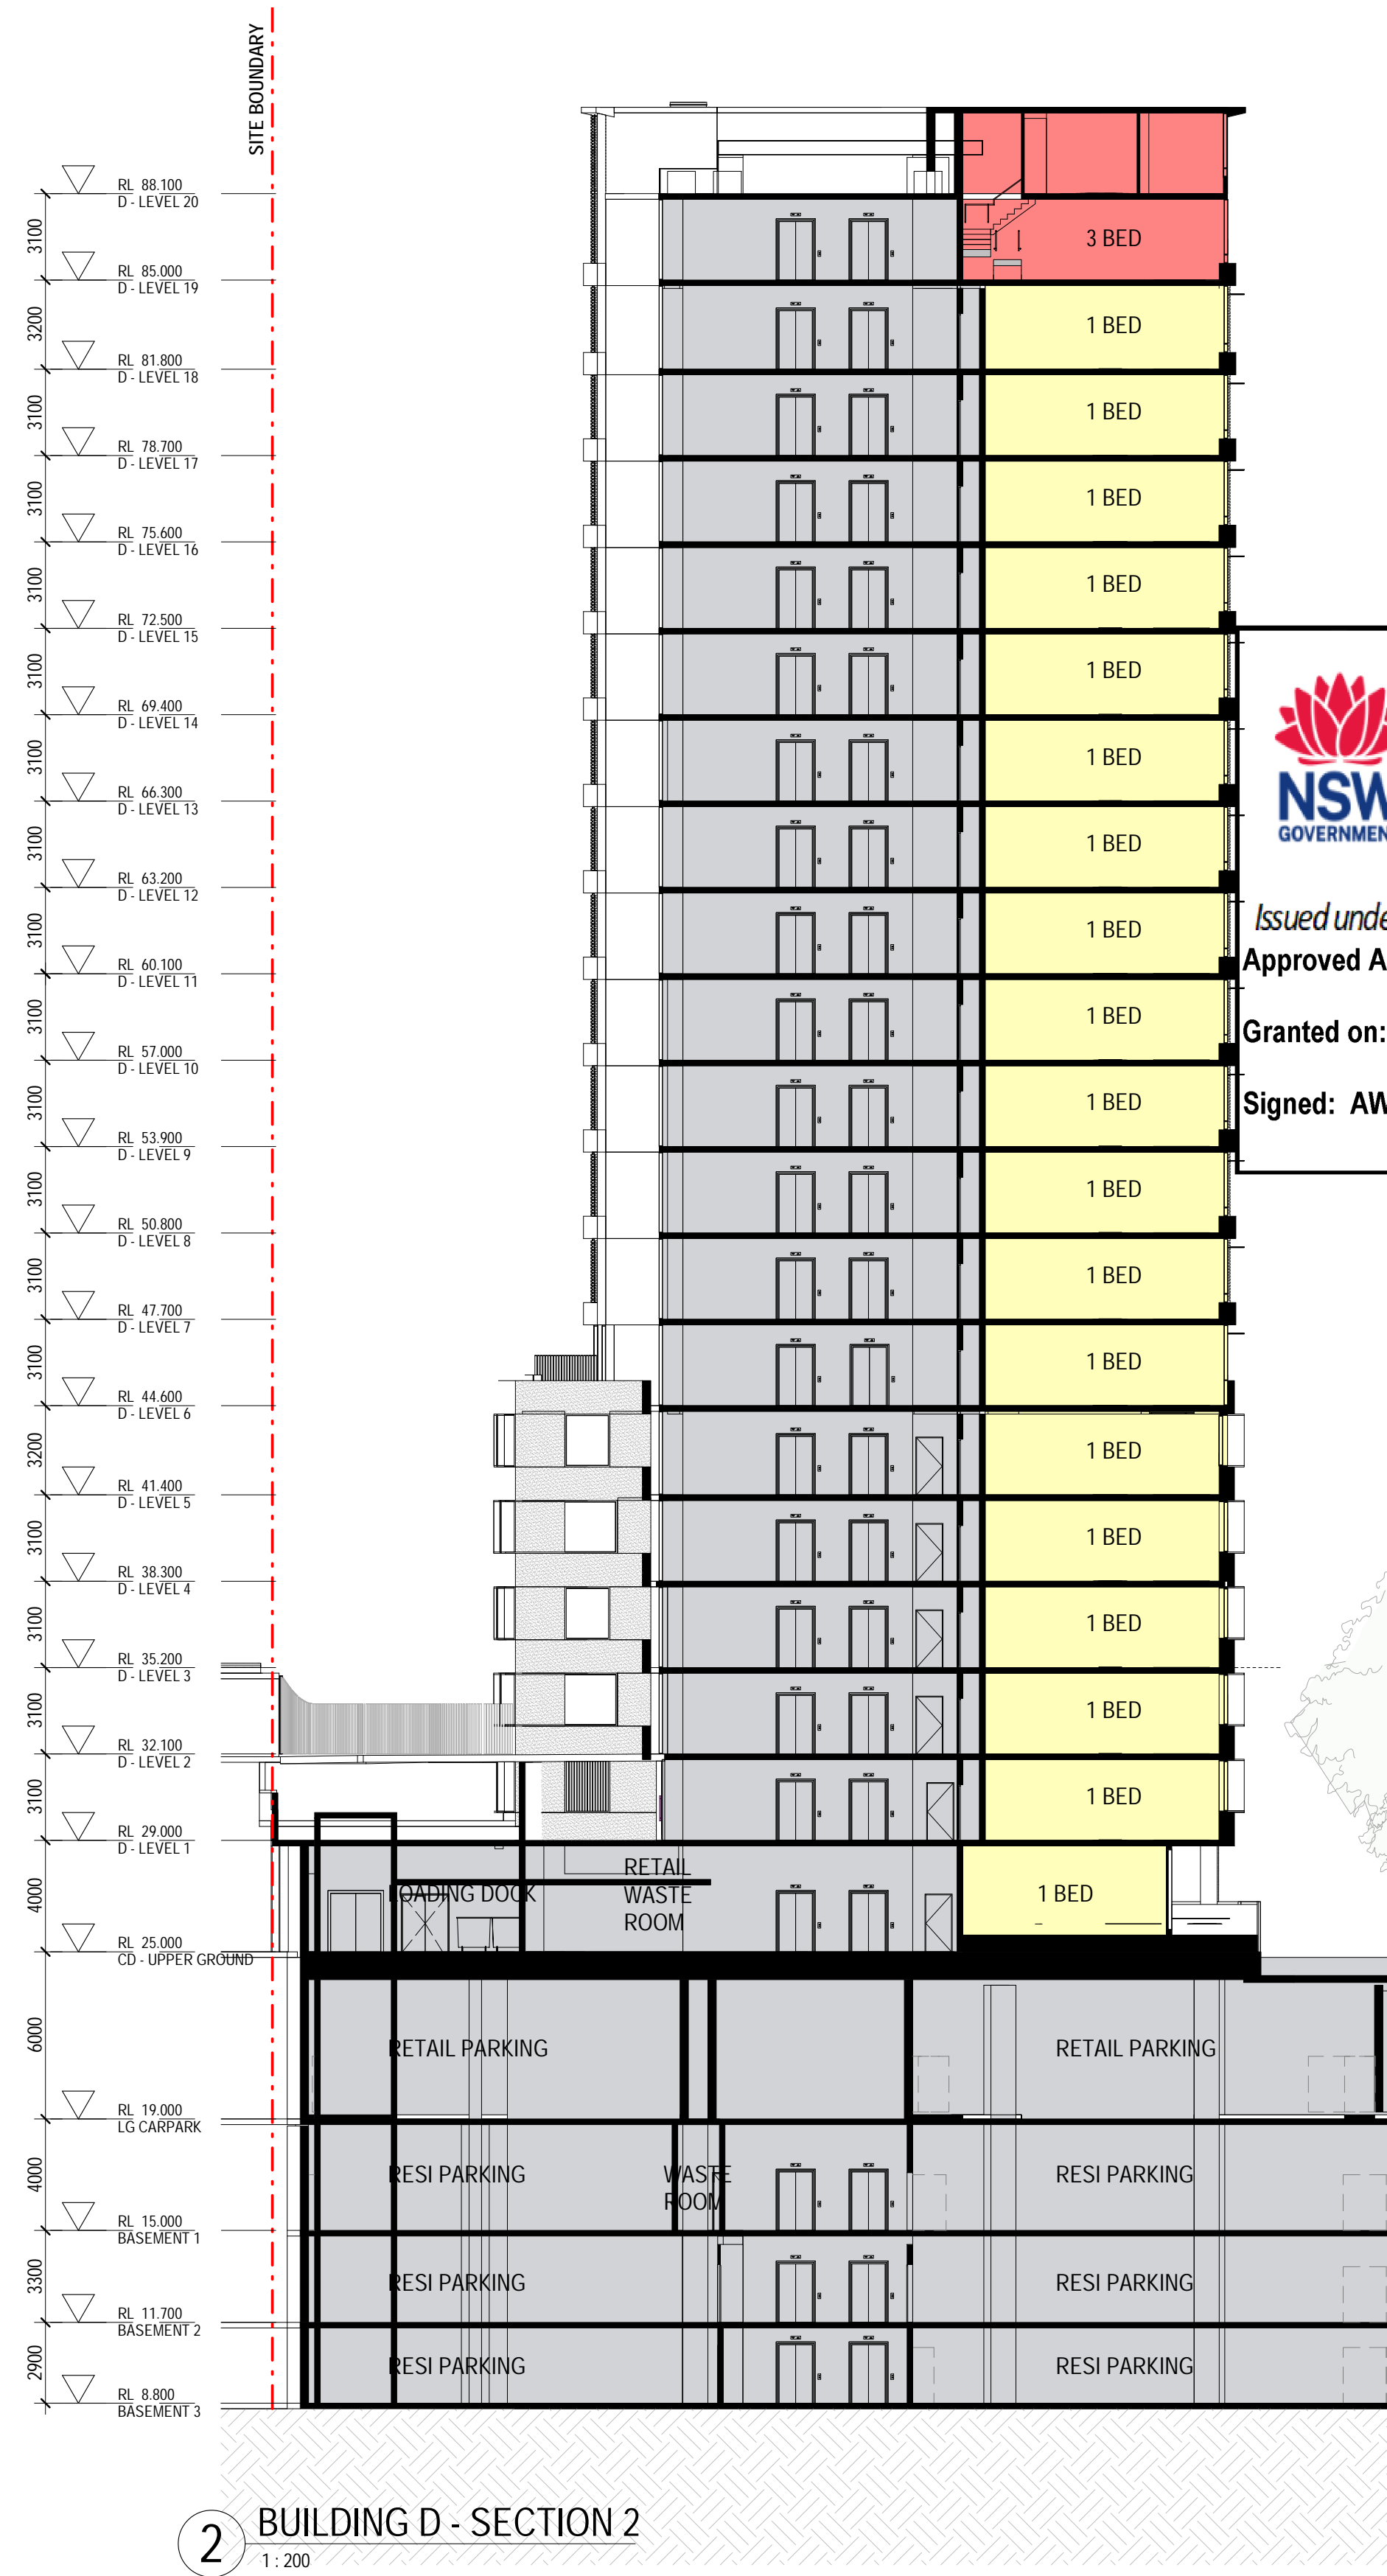 SITE BOUNDARY
RL 88.100
D - LEVEL 20
3100
3 BED
RL 85.000
D - LEVEL 19
3200
1 BED
RL 81.800
D - LEVEL 18
3100
1 BED
RL 78.700
D - LEVEL 17
3100
1 BED
RL 75.600
D - LEVEL 16
3100
1 BED
RL 72.500
D - LEVEL 15
3100
1 BED
RL 69.400
D - LEVEL 14
3100
1 BED
RL 66.300
D - LEVEL 13
3100
1 BED
RL 63.200
D - LEVEL 12
3100
1 BED
RL 60.100
D - LEVEL 11
3100
1 BED
RL 57.000
D - LEVEL 10
3100
1 BED
RL 53.900
D - LEVEL 9
3100
1 BED
RL 50.800
D - LEVEL 8
3100
1 BED
RL 47.700
D - LEVEL 7
3100
1 BED
RL 44.600
D - LEVEL 6
3200
1 BED
RL 41.400
D - LEVEL 5
3100
1 BED
RL 38.300
D - LEVEL 4
3100
1 BED
RL 35.200
D - LEVEL 3
3100
1 BED
RL 32.100
D - LEVEL 2
3100
1 BED
RL 29.000
D - LEVEL 1
4000
LOADING DOCK
RETAIL
WASTE
ROOM
1 BED
RL 25.000
CD - UPPER GROUND
6000
RETAIL PARKING
RETAIL PARKING
RL 19.000
LG CARPARK
4000
RESI PARKING
WASTE
ROOM
RESI PARKING
RL 15.000
BASEMENT 1
3300
RESI PARKING
RESI PARKING
RL 11.700
BASEMENT 2
2900
RESI PARKING
RESI PARKING
RL 8.800
BASEMENT 3
NSW
GOVERNMEN
Issued unde
Approved A
Granted on:
Signed: AW
2
BUILDING D - SECTION 2
1 : 200